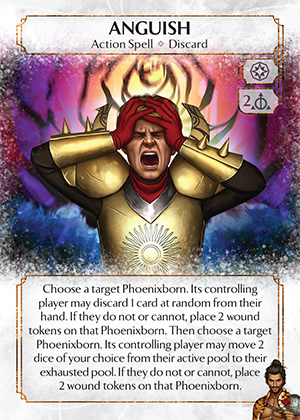 ANGUISH
Action Spell ⬦ Discard
2
Choose a target Phoenixborn. Its controlling
player may discard 1 card at random from their
hand. If they do not or cannot, place 2 wound
tokens on that Phoenixborn. Then choose a target
Phoenixborn. Its controlling player may move 2
dice of your choice from their active pool to their
exhausted pool. If they do not or cannot, place
2 wound tokens on that Phoenixborn.